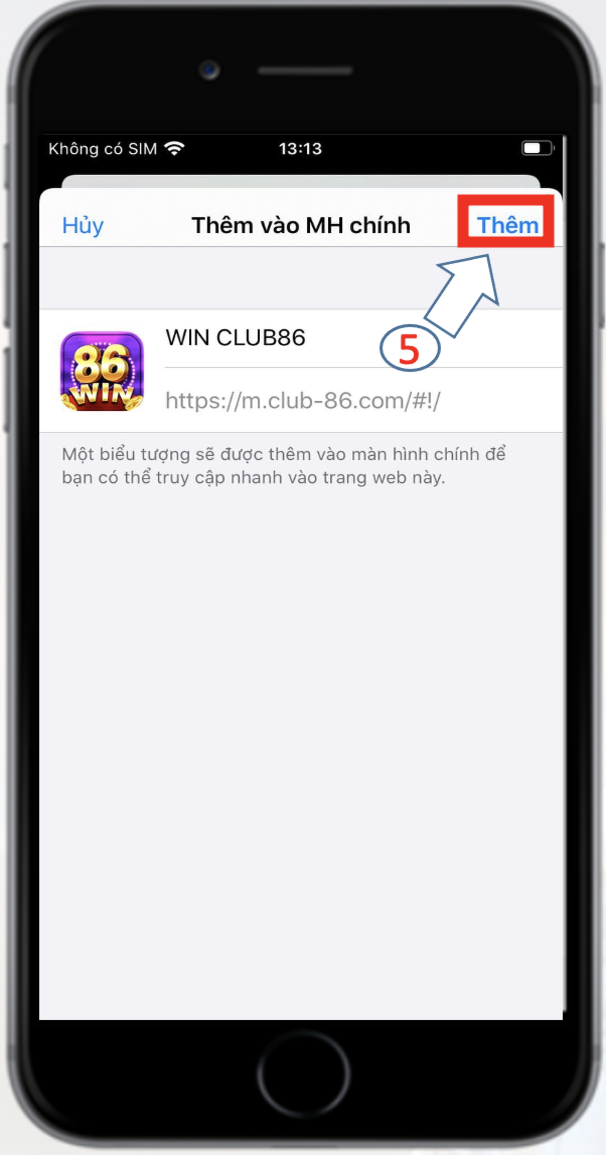 Không có SIM
13:13
Hủy
Thêm vào MH chính
Thêm
5
WIN CLUB86
86
WIN
https://m.club-86.com/#!/
Một biểu tượng sẽ được thêm vào màn hình chính để
bạn có thể truy cập nhanh vào trang web này.